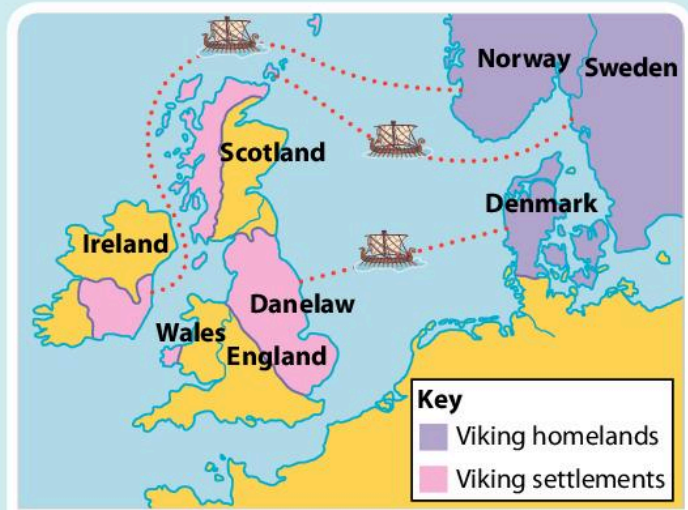 Norway
Sweden
Scotland
Denmark
Ireland
Danelaw
Wales
England
Key
Viking homelands
Viking settlements